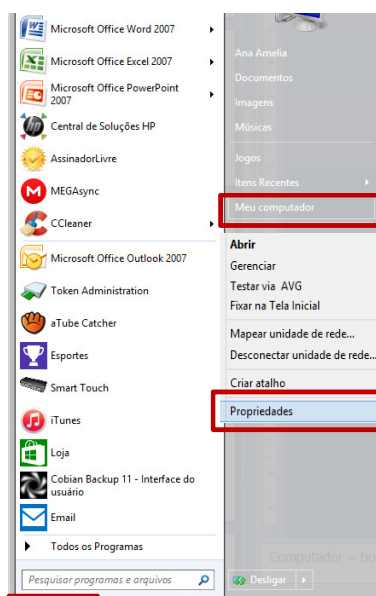 Microsoft Office Word 2007
Microsoft Office Excel 2007
Microsoft Office PowerPoint
2007
Central de Soluções HP
AssinadorLivre
MEGAsync
CCleaner
Microsoft Office Outlook 2007
Token Administration
aTube Catcher
Esportes
Smart Touch
iTunes
Loja
Cobian Backup 11 - Interface do
usuário
Email
Todos os Programas
Pesquisar programas e arquivos
Ana Amelia
Documentos
Imagens
Músicas
Jogos
Itens Recentes
Meu computador
Abrir
Gerenciar
Testar via AVG
Fixar na Tela Inicial
Mapear unidade de rede...
Desconectar unidade de rede...
Criar atalho
Propriedades
Computador = bo
Desligar